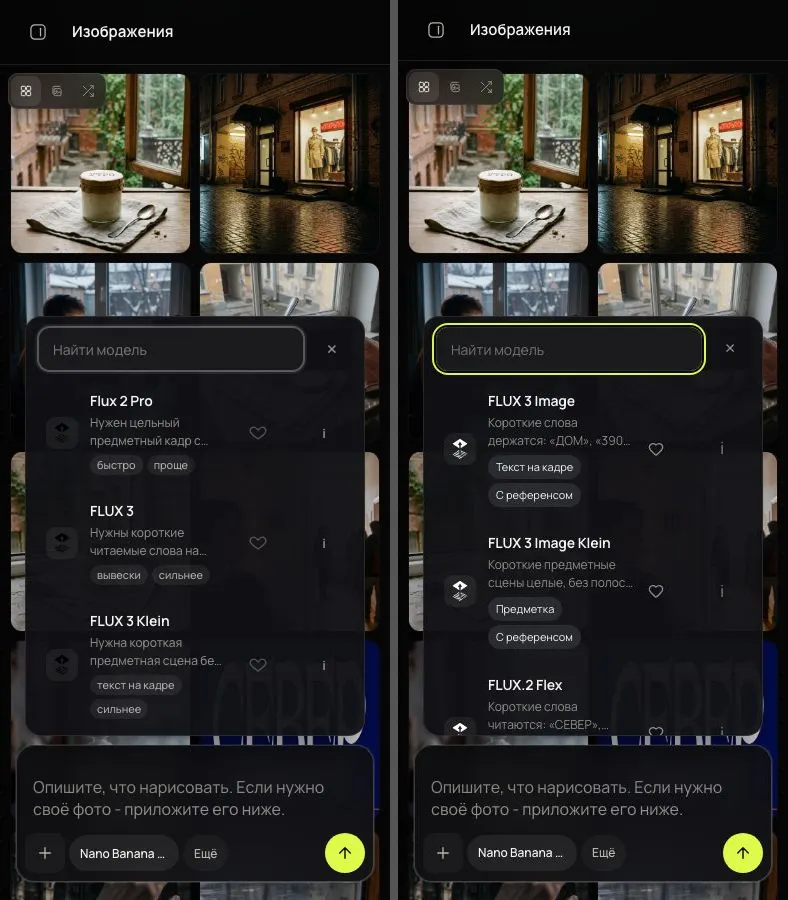 Изображения
Найти модель
Flux 2 Pro
Нужен цельный
предметный кадр с...
быстро проще
i
FLUX 3
Нужны короткие
читаемые слова на...
вывески сильнее
i
FLUX 3 Klein
Нужна короткая
предметная сцена бе...
текст на кадре
сильнее
i
Опишите, что нарисовать. Если нужно
своё фото - приложите его ниже.
Nano Banana ... Ещё
Изображения
Найти модель
FLUX 3 Image
Короткие слова
держатся: «ДОМ», «390...
Текст на кадре
С референсом
i
FLUX 3 Image Klein
Короткие предметные
сцены целые, без полос...
Предметка
С референсом
i
FLUX.2 Flex
Короткие слова
читаются: «СЕВЕР»,...
i
Опишите, что нарисовать. Если нужно
своё фото - приложите его ниже.
Nano Banana ... Ещё